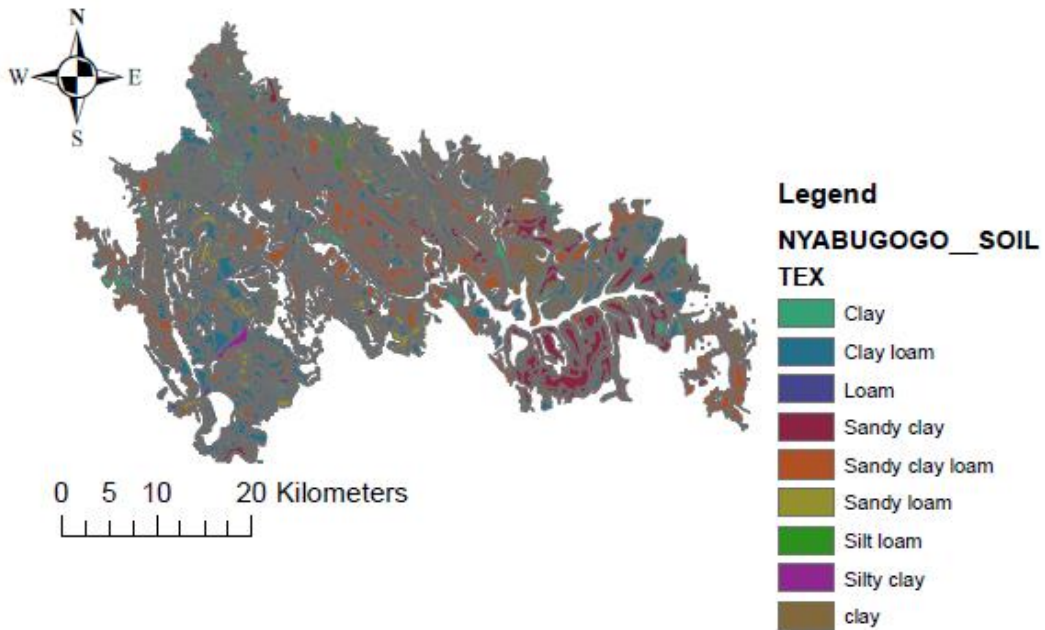 N
W E
S
Legend
NYABUGOGO__SOIL
TEX
Clay
Clay loam
Loam
Sandy clay
Sandy clay loam
Sandy loam
Silt loam
Silty clay
clay
0 5 10 20 Kilometers